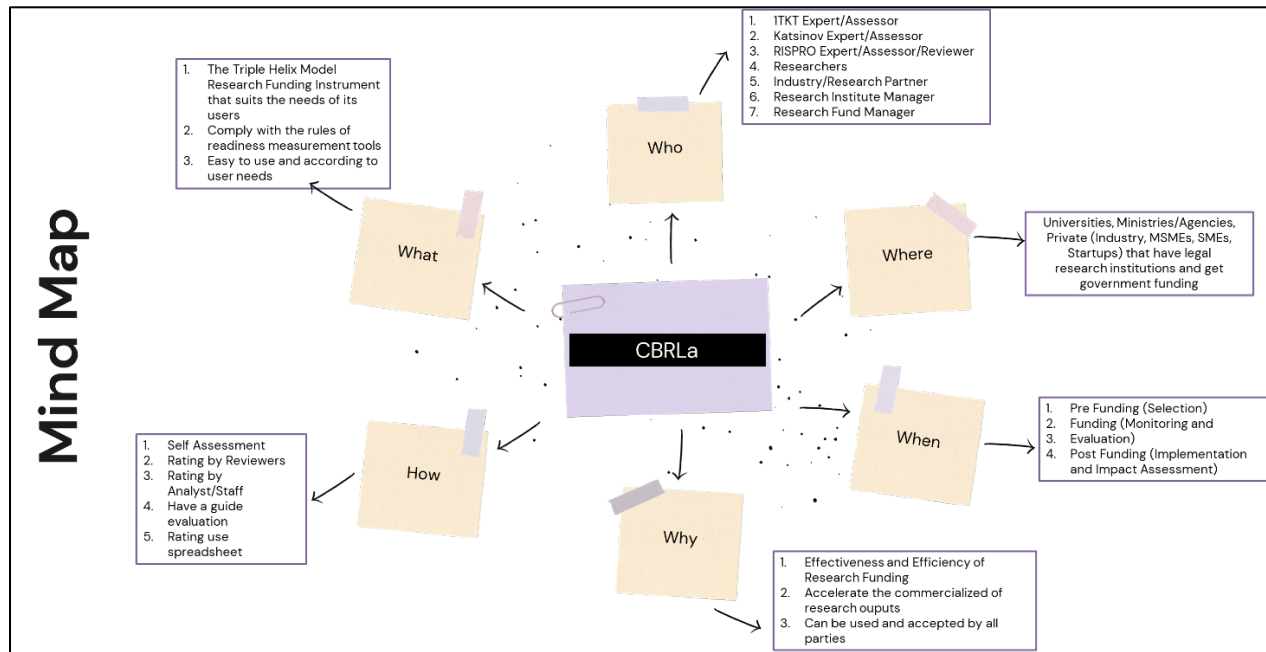 Mind Map
1. The Triple Helix Model
Research Funding Instrument
that suits the needs of its
users
2. Comply with the rules of
readiness measurement tools
3. Easy to use and according to
user needs
What
1. 1TKT Expert/Assessor
2. Katsinov Expert/Assessor
3. RISPRO Expert/Assessor/Reviewer
4. Researchers
5. Industry/Research Partner
6. Research Institute Manager
7. Research Fund Manager
Who
Universities, Ministries/Agencies,
Private (Industry, MSMEs, SMEs,
Startups) that have legal
research institutions and get
government funding
Where
CBRLa
1. Pre Funding (Selection)
2. Funding (Monitoring and
3. Evaluation)
4. Post Funding (Implementation
and Impact Assessment)
When
1. Self Assessment
2. Rating by Reviewers
3. Rating by
Analyst/Staff
4. Have a guide
evaluation
5. Rating use
spreadsheet
How
Why
1. Effectiveness and Efficiency of
Research Funding
2. Accelerate the commercialized of
research ouputs
3. Can be used and accepted by all
parties